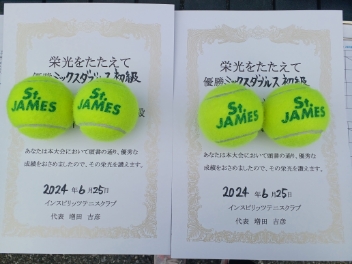 栄光をたたえて
優勝 ミックスダブルス 初級
St.
JAMES
St.
JAMES
殿
あなたは本大会において頭書の通り、優秀な
成績をおさめましたので、その栄光を讃えます。
2024年6月25日
インスピリッツテニスクラブ
代表 増田 吉彦
栄光をたたえて
優勝 ミックスダブルス 初級
St.
JAMES
St.
JAMES
あなたは本大会において頭書の通り、優秀な
成績をおさめましたので、その栄光を讃えます。
2024年6月25日
インスピリッツテニスクラブ
代表 増田 吉彦